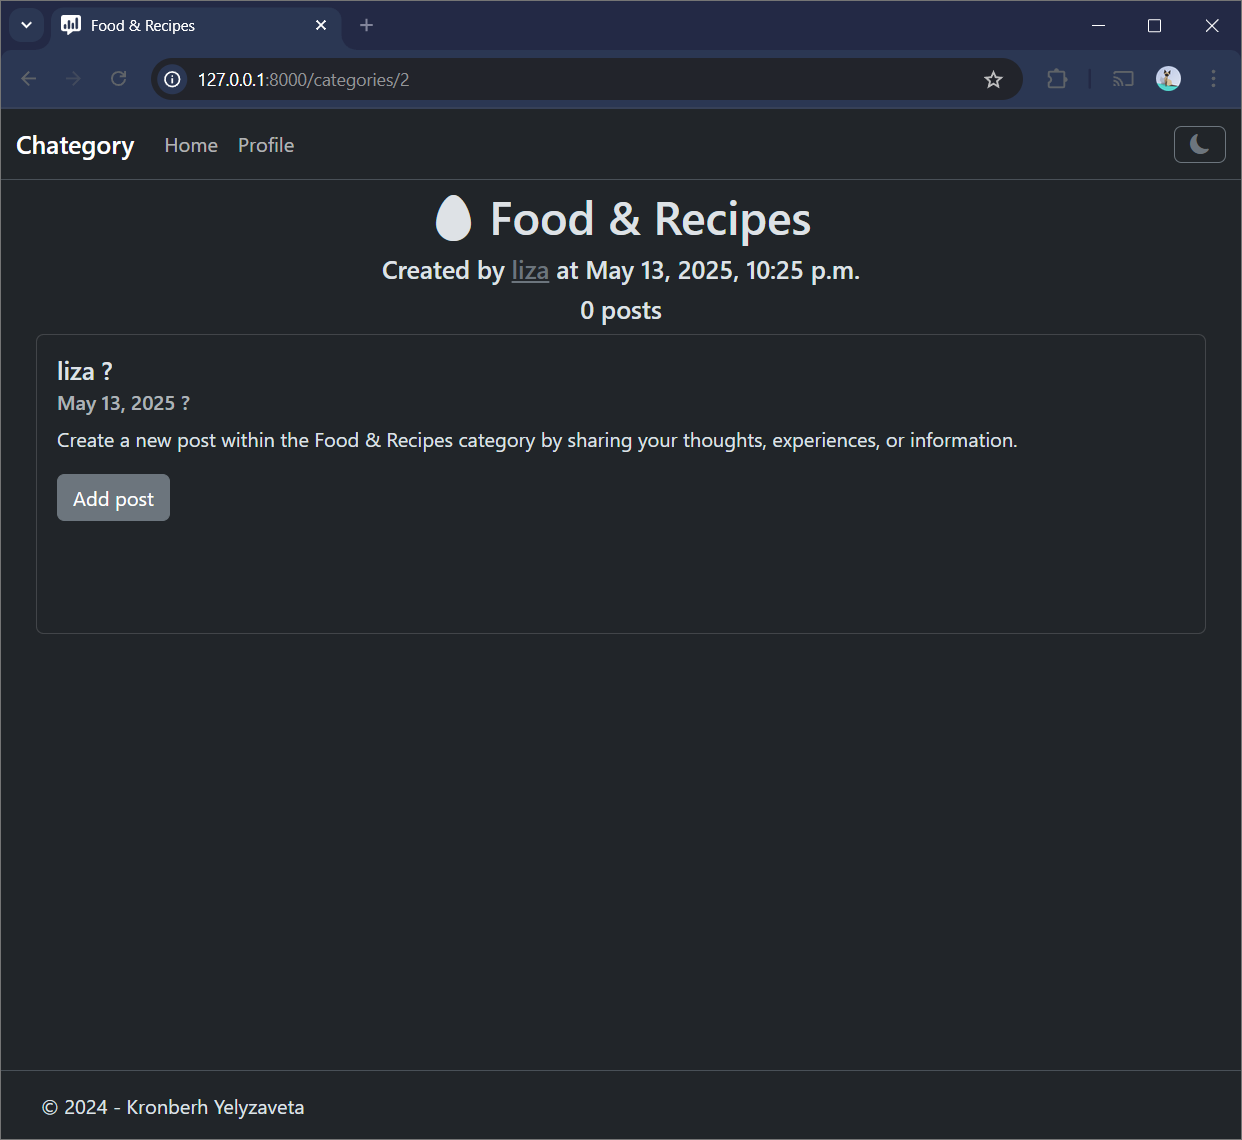 Food & Recipes
127.0.0.1:8000/categories/2
Chategory Home Profile
Food & Recipes
Created by liza at May 13, 2025, 10:25 p.m.
0 posts
liza ?
May 13, 2025 ?
Create a new post within the Food & Recipes category by sharing your thoughts, experiences, or information.
Add post
© 2024 - Kronberh Yelyzaveta